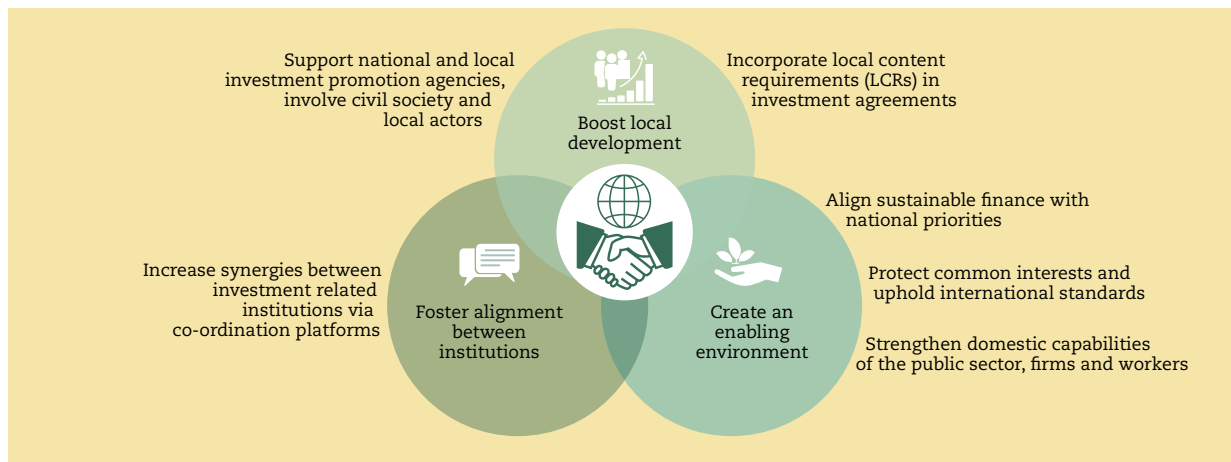 Support national and local
investment promotion agencies,
involve civil society and
local actors
Boost local
development
Incorporate local content
requirements (LCRs) in
investment agreements
Increase synergies between
investment related
institutions via
co-ordination platforms
Foster alignment
between
institutions
Create an
enabling
environment
Align sustainable finance with
national priorities
Protect common interests and
uphold international standards
Strengthen domestic capabilities
of the public sector, firms and workers